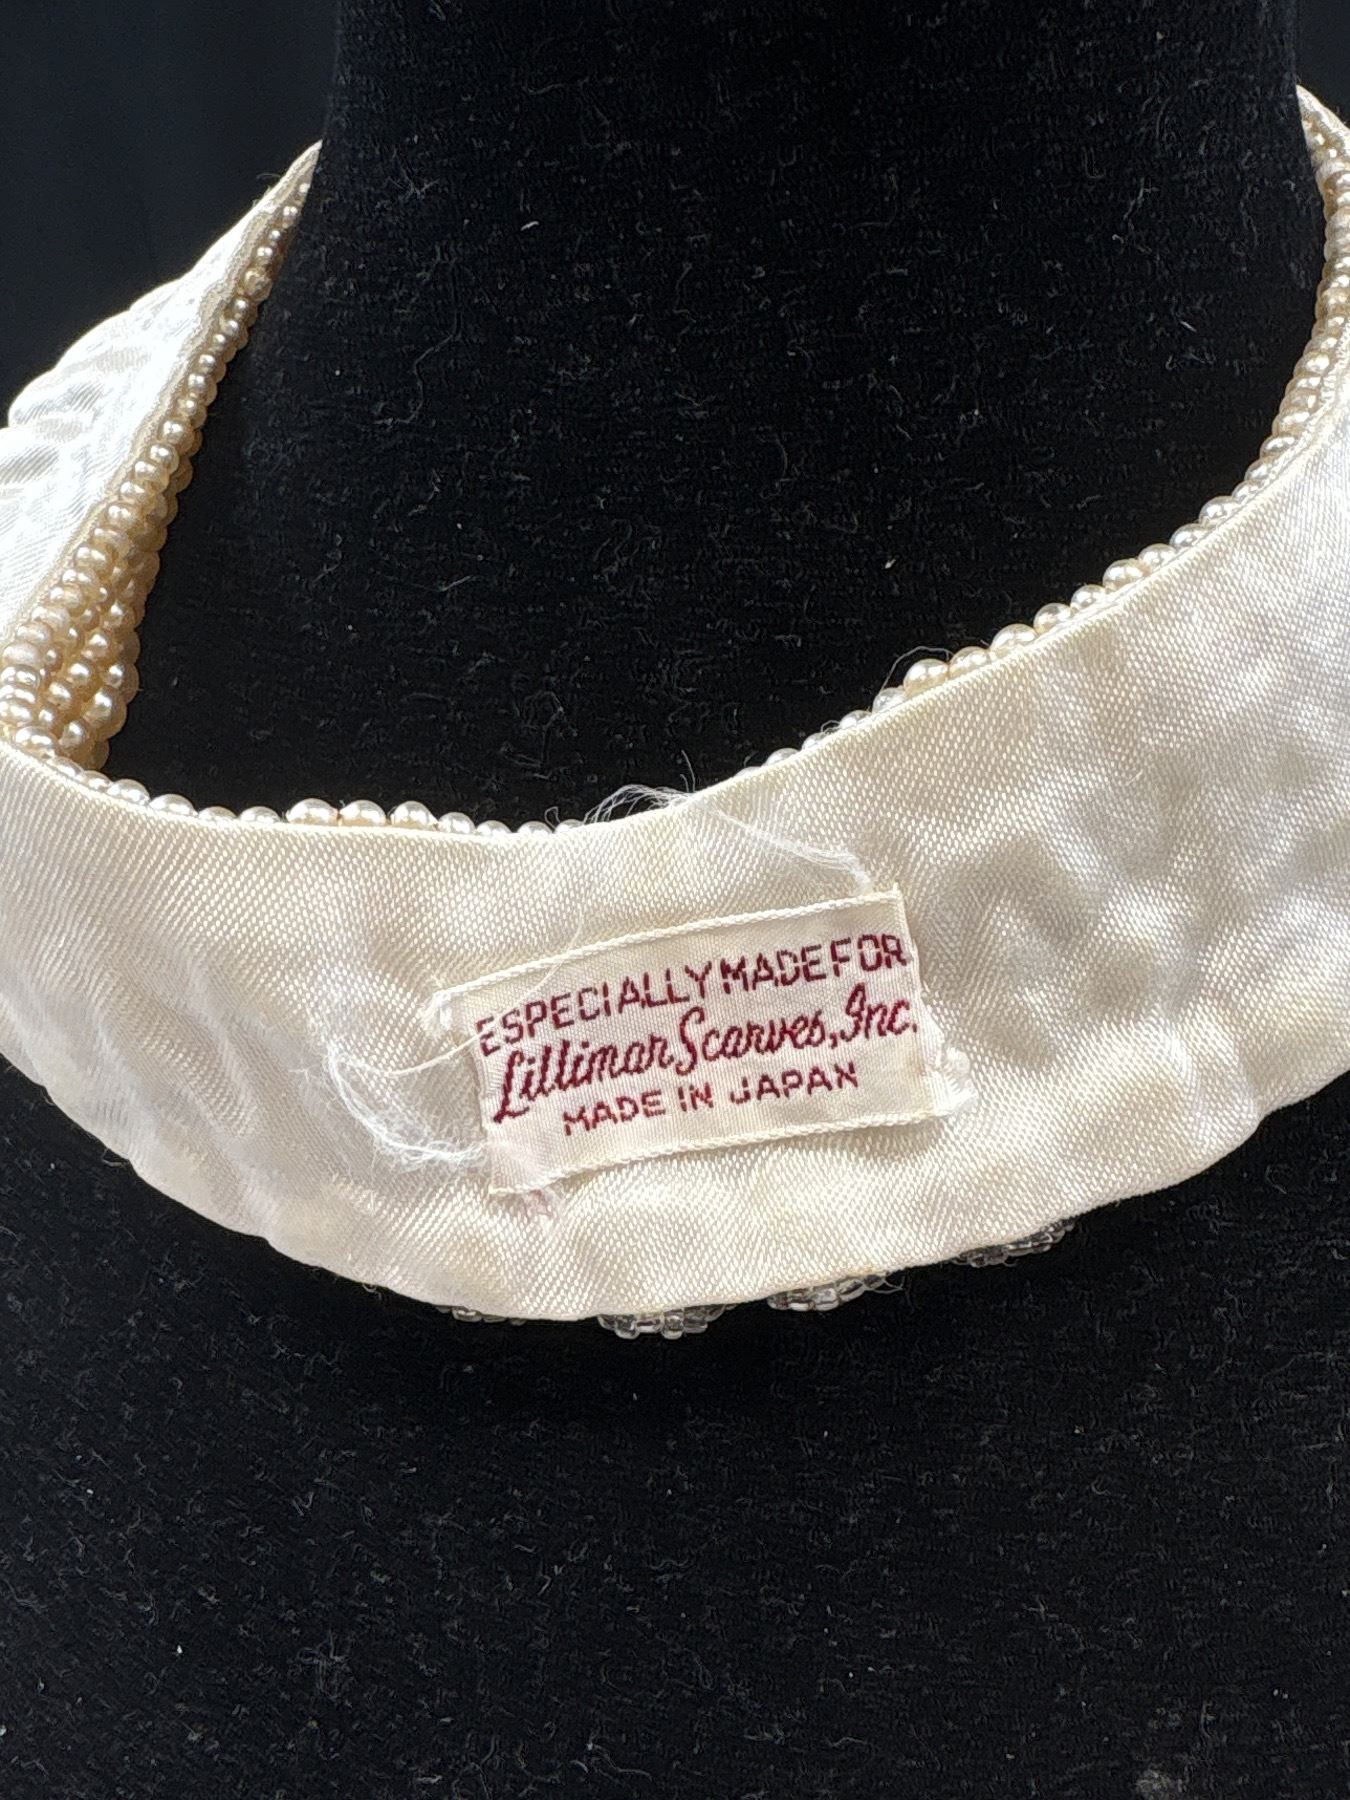 ESPECIALLY MADE FOR
Lillimar Scarves, Inc.
MADE IN JAPAN